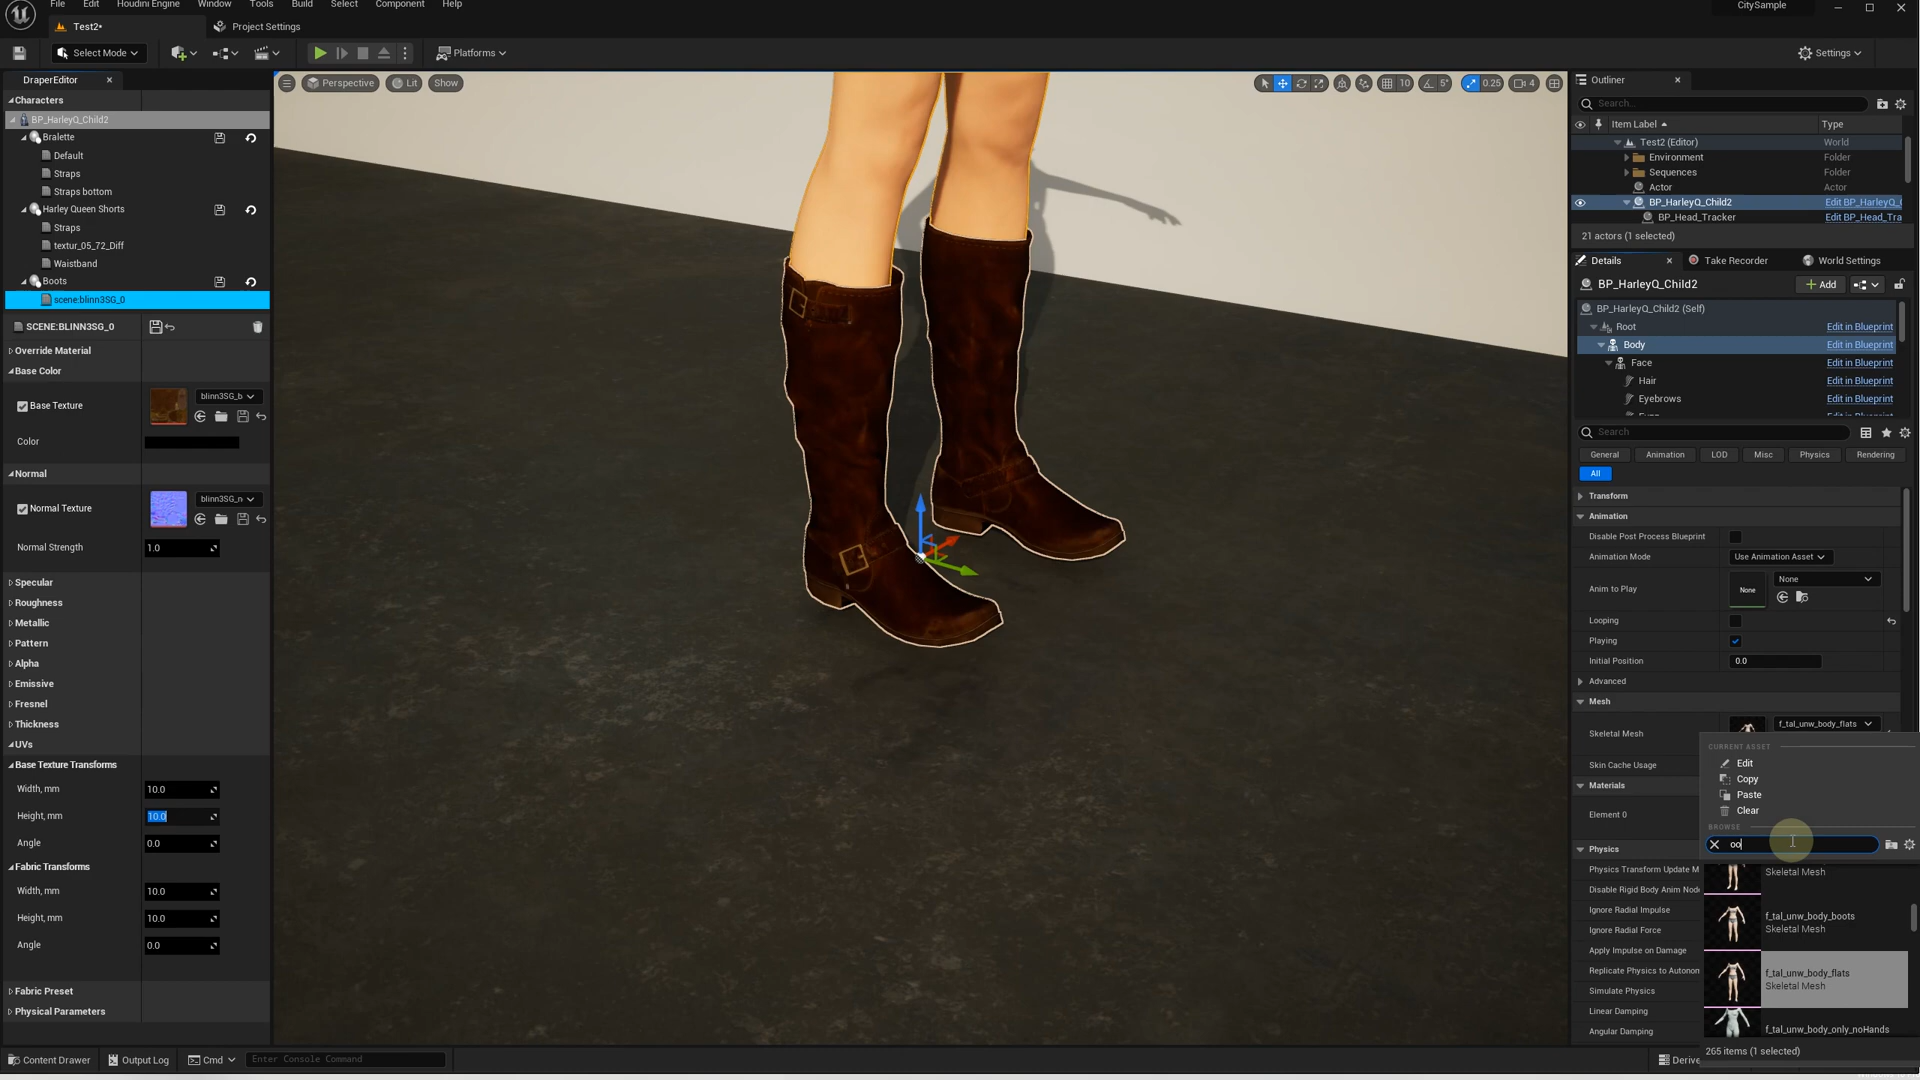 File Edit Houdini Engine Window Tools Build Select Component Help CitySample
Test2* Project Settings
Select Mode Platforms Settings
DraperEditor
Characters
BP_HarleyQ_Child2
Bralette
Default
Straps
Straps bottom
Harley Queen Shorts
Straps
textur_05_72_Diff
Waistband
Boots
scene:blinn3SG_0
SCENE:BLINN3SG_0
Override Material
Base Color
Base Texture blinn3SG_b
Color
Normal
Normal Texture blinn3SG_n
Normal Strength 1.0
Specular
Roughness
Metallic
Pattern
Alpha
Emissive
Fresnel
Thickness
UVs
Base Texture Transforms
Width, mm 10.0
Height, mm 10.0
Angle 0.0
Fabric Transforms
Width, mm 10.0
Height, mm 10.0
Angle 0.0
Fabric Preset
Physical Parameters
Perspective Lit Show 10 5° 0.25 4
Outliner
Search...
Item Label Type
Test2 (Editor) World
Environment Folder
Sequences Folder
Actor Actor
BP_HarleyQ_Child2 Edit BP_HarleyQ_C
BP_Head_Tracker Edit BP_Head_Tra
21 actors (1 selected)
Details Take Recorder World Settings
BP_HarleyQ_Child2 + Add
BP_HarleyQ_Child2 (Self)
Root Edit in Blueprint
Body Edit in Blueprint
Face Edit in Blueprint
Hair Edit in Blueprint
Eyebrows Edit in Blueprint
Search
General Animation LOD Misc Physics Rendering
All
Transform
Animation
Disable Post Process Blueprint
Animation Mode Use Animation Asset
Anim to Play None None
Looping
Playing
Initial Position 0.0
Advanced
Mesh
Skeletal Mesh f_tal_unw_body_flats
Skin Cache Usage
Materials
Element 0
Physics
Physics Transform Update M
Disable Rigid Body Anim Node
Ignore Radial Impulse
Ignore Radial Force
Apply Impulse on Damage
Replicate Physics to Autonom
Simulate Physics
Linear Damping
Angular Damping
CURRENT ASSET
Edit
Copy
Paste
Clear
BROWSE
oo
Skeletal Mesh
f_tal_unw_body_boots
Skeletal Mesh
f_tal_unw_body_flats
Skeletal Mesh
f_tal_unw_body_only_noHands
265 items (1 selected)
Content Drawer Output Log Cmd Enter Console Command Derive